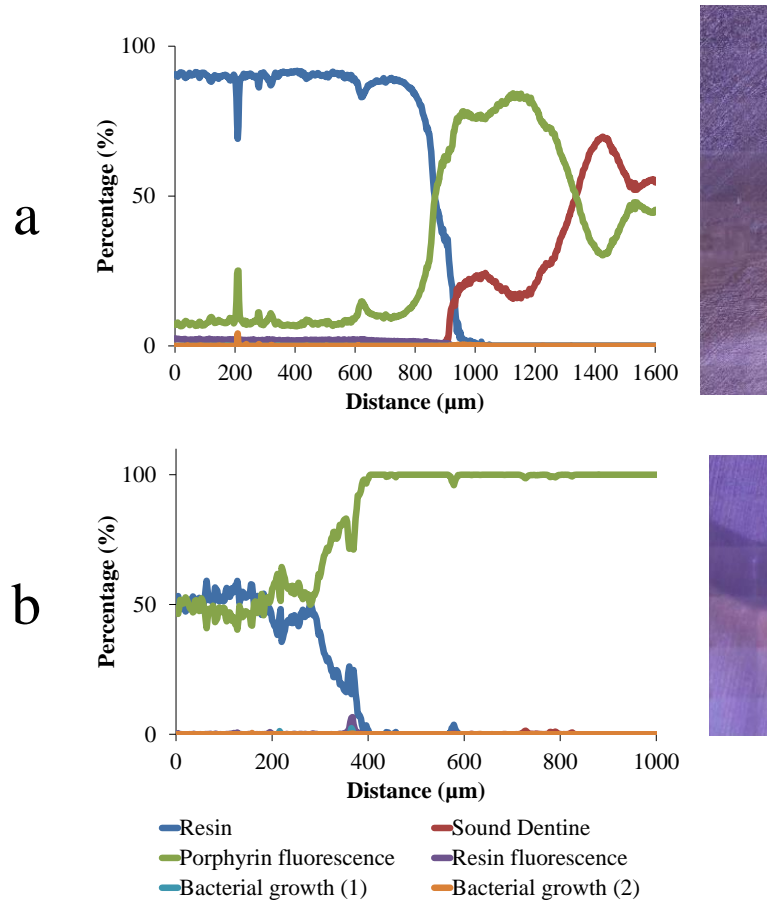 a
100
50
0
Percentage (%)
0 200 400 600 800 1000 1200 1400 1600
Distance (µm)
b
100
50
0
Percentage (%)
0 200 400 600 800 1000
Distance (µm)
Resin Sound Dentine
Porphyrin fluorescence Resin fluorescence
Bacterial growth (1) Bacterial growth (2)